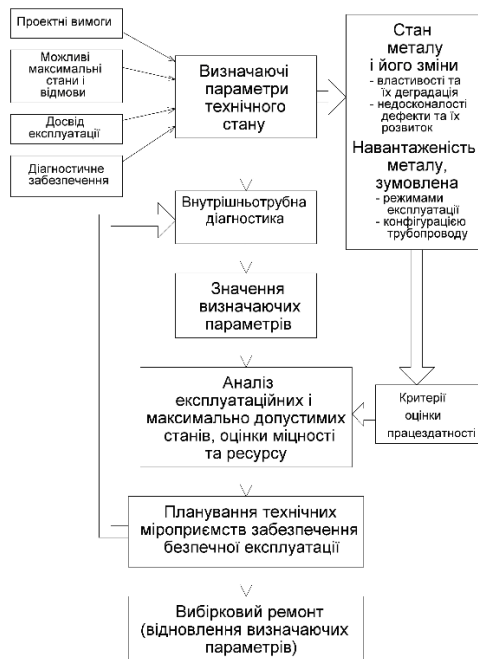 Проектні вимоги
Можливі
максимальні
стани і
відмови
Досвід
експлуатації
Діагностичне
забезпечення
Визначаючі
параметри
технічного
стану
Стан
металу
і його зміни
- властивості та
їх деградація
- недосконалості
дефекти та їх
розвиток
Навантаженість
металу,
зумовлена
- режимами
експлуатації
- конфігурацією
трубопроводу
Внутрішньотрубна
діагностика
Значення
визначаючих
параметрів
Аналіз
експлуатаційних і
максимально допустимих
станів, оцінки міцності
та ресурсу
Критерії
оцінки
працездатності
Планування технічних
міроприємств забезпечення
безпечної експлуатації
Вибірковий ремонт
(відновлення визначаючих
параметрів)